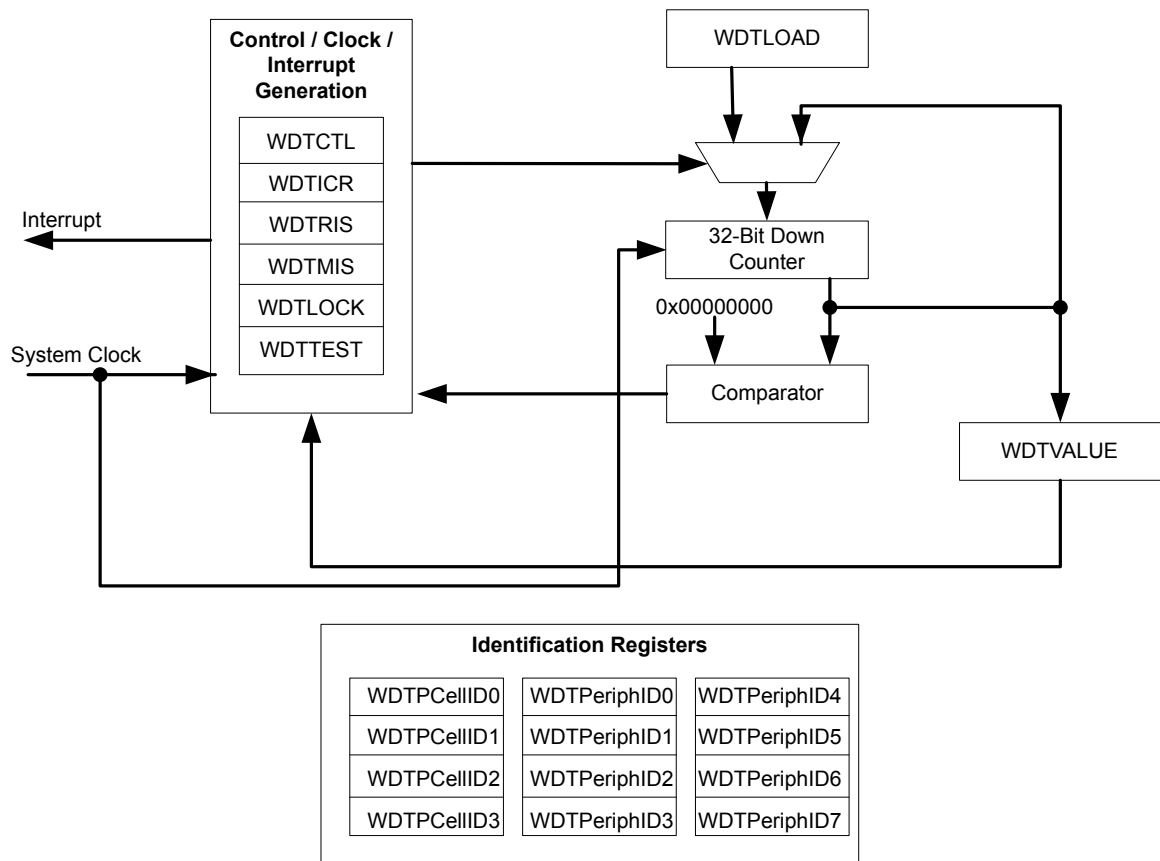 Control / Clock /
Interrupt
Generation
WDTCTL
WDTICR
WDTRIS
WDTMIS
WDTLOCK
WDTTEST
Interrupt
System Clock
WDTLOAD
32-Bit Down
Counter
0x00000000
Comparator
WDTVALUE
Identification Registers
WDTPCellID0
WDTPeriphID0
WDTPeriphID4
WDTPCellID1
WDTPeriphID1
WDTPeriphID5
WDTPCellID2
WDTPeriphID2
WDTPeriphID6
WDTPCellID3
WDTPeriphID3
WDTPeriphID7